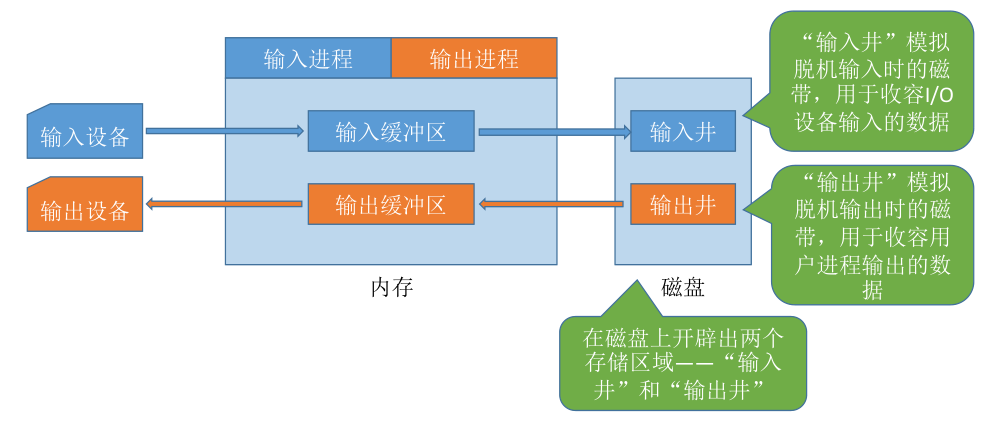 输入进程
输出进程
输入设备
输入缓冲区
输入井
输出设备
输出缓冲区
输出井
内存
磁盘
“输入井”模拟
脱机输入时的磁
带，用于收容I/O
设备输入的数据
“输出井”模拟
脱机输出时的磁
带，用于收容用
户进程输出的数
据
在磁盘上开辟出两个
存储区域——“输入
井”和“输出井”